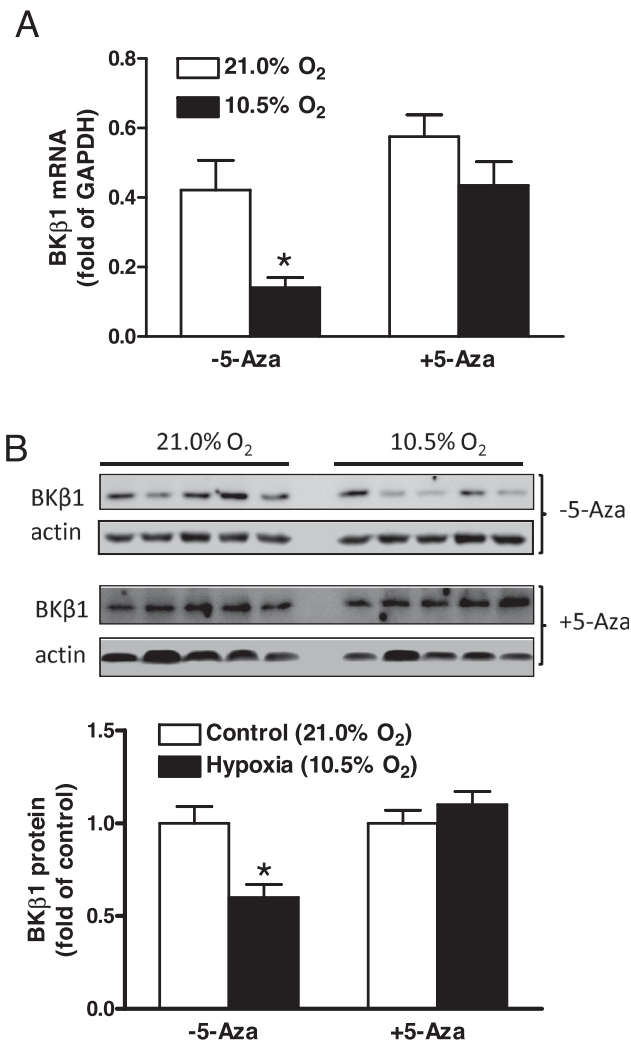 A
0.8
0.6
0.4
0.2
0.0
BKβ1 mRNA
(fold of GAPDH)
21.0% O₂
10.5% O₂
*
-5-Aza
+5-Aza
B
21.0% O₂
10.5% O₂
BKβ1
actin
-5-Aza
BKβ1
actin
+5-Aza
1.5
1.0
0.5
0.0
BKβ1 protein
(fold of control)
Control (21.0% O₂)
Hypoxia (10.5% O₂)
*
-5-Aza
+5-Aza